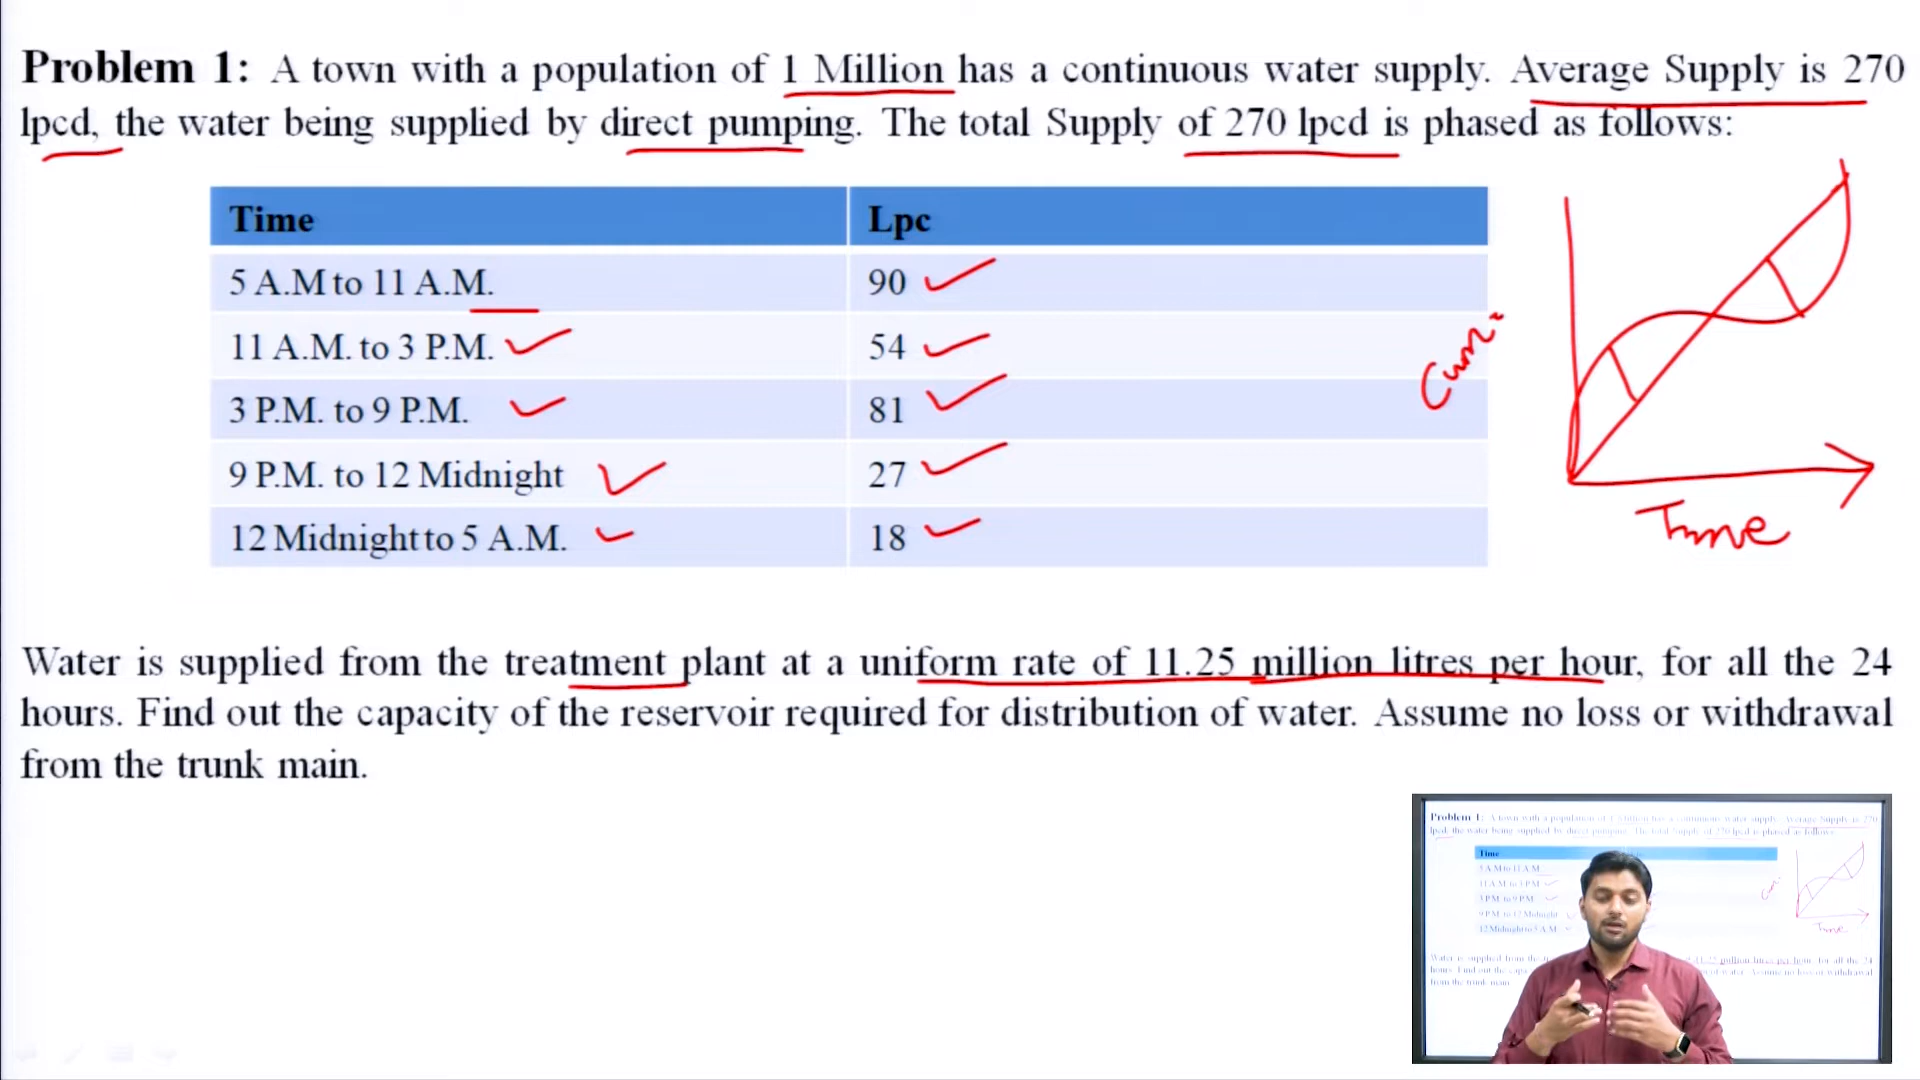 Problem 1: A town with a population of 1 Million has a continuous water supply. Average Supply is 270
lpcd, the water being supplied by direct pumping. The total Supply of 270 lpcd is phased as follows:
Time Lpc
5 A.M to 11 A.M. 90
11 A.M. to 3 P.M. 54
3 P.M. to 9 P.M. 81
9 P.M. to 12 Midnight 27
12 Midnight to 5 A.M. 18
Cum.
Time
Water is supplied from the treatment plant at a uniform rate of 11.25 million litres per hour, for all the 24
hours. Find out the capacity of the reservoir required for distribution of water. Assume no loss or withdrawal
from the trunk main.